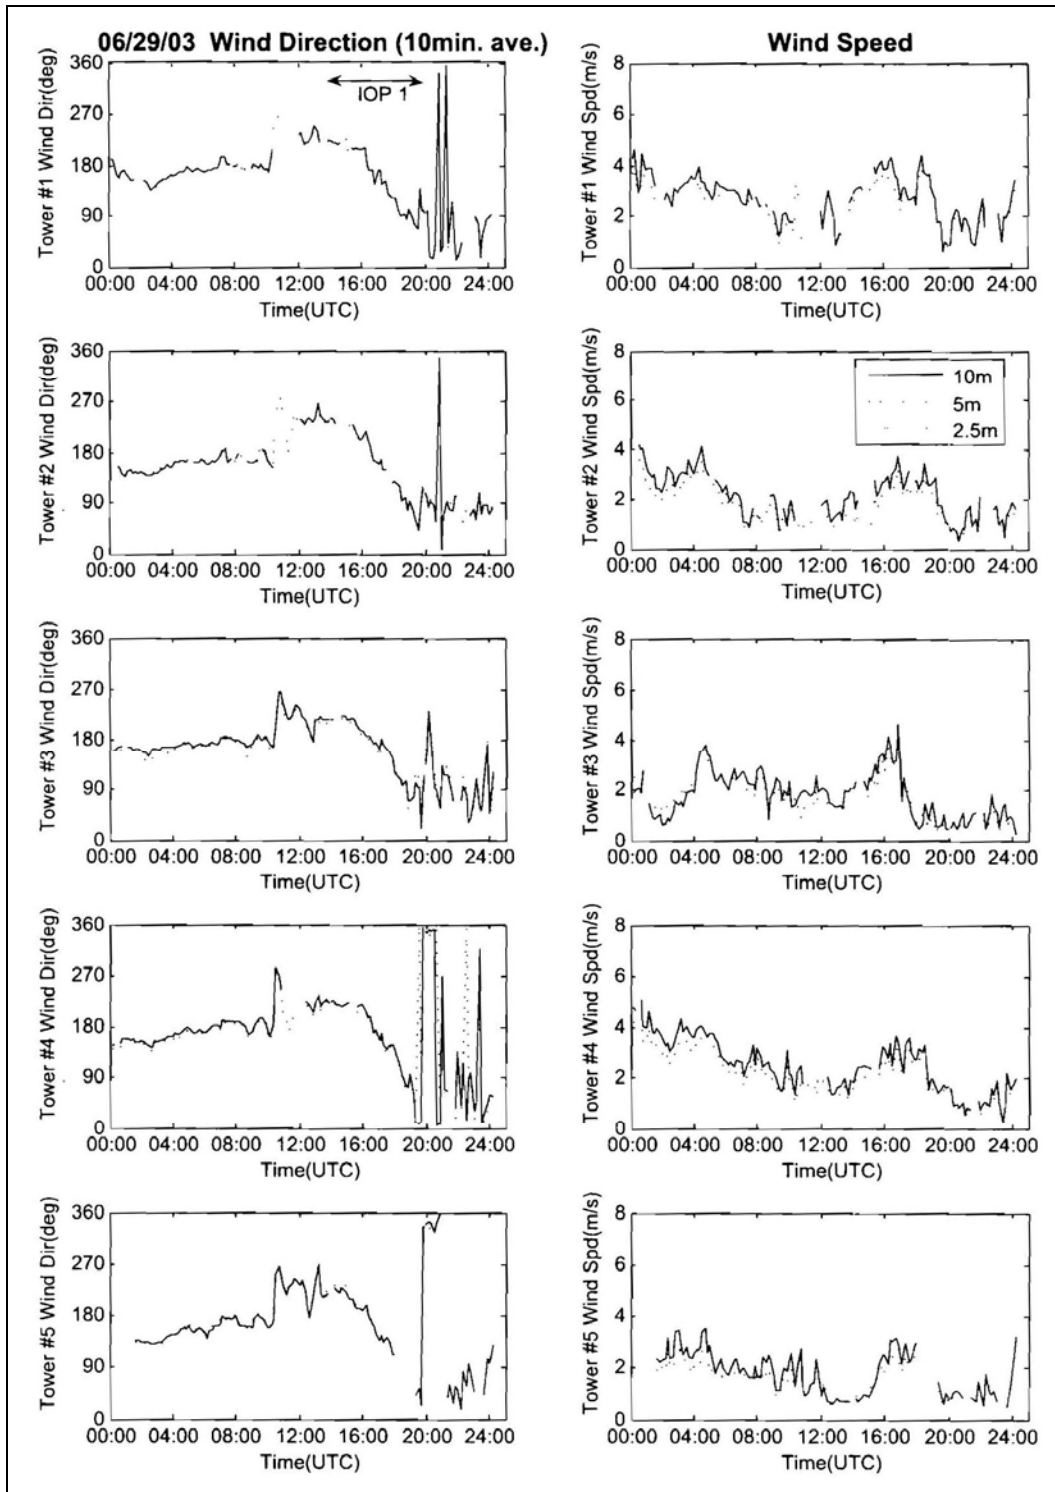 06/29/03 Wind Direction (10min. ave.)
Wind Speed
Tower #1 Wind Dir(deg)
360
270
180
90
0
IOP 1
00:00 04:00 08:00 12:00 16:00 20:00 24:00
Time(UTC)
Tower #1 Wind Spd(m/s)
8
6
4
2
0
00:00 04:00 08:00 12:00 16:00 20:00 24:00
Time(UTC)
Tower #2 Wind Dir(deg)
360
270
180
90
0
00:00 04:00 08:00 12:00 16:00 20:00 24:00
Time(UTC)
Tower #2 Wind Spd(m/s)
8
6
4
2
0
10m
5m
2.5m
00:00 04:00 08:00 12:00 16:00 20:00 24:00
Time(UTC)
Tower #3 Wind Dir(deg)
360
270
180
90
0
00:00 04:00 08:00 12:00 16:00 20:00 24:00
Time(UTC)
Tower #3 Wind Spd(m/s)
8
6
4
2
0
00:00 04:00 08:00 12:00 16:00 20:00 24:00
Time(UTC)
Tower #4 Wind Dir(deg)
360
270
180
90
0
00:00 04:00 08:00 12:00 16:00 20:00 24:00
Time(UTC)
Tower #4 Wind Spd(m/s)
8
6
4
2
0
00:00 04:00 08:00 12:00 16:00 20:00 24:00
Time(UTC)
Tower #5 Wind Dir(deg)
360
270
180
90
0
00:00 04:00 08:00 12:00 16:00 20:00 24:00
Time(UTC)
Tower #5 Wind Spd(m/s)
8
6
4
2
0
00:00 04:00 08:00 12:00 16:00 20:00 24:00
Time(UTC)